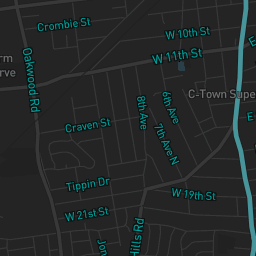 Crombie St
W 10th St
W 11th St
Oakwood Rd
rm
rve
8th Ave
6th Ave
C-Town Supe
E
Craven St
7th Ave N
E
Tippin Dr
W 19th St
W 21st St
Hills Rd
Jon